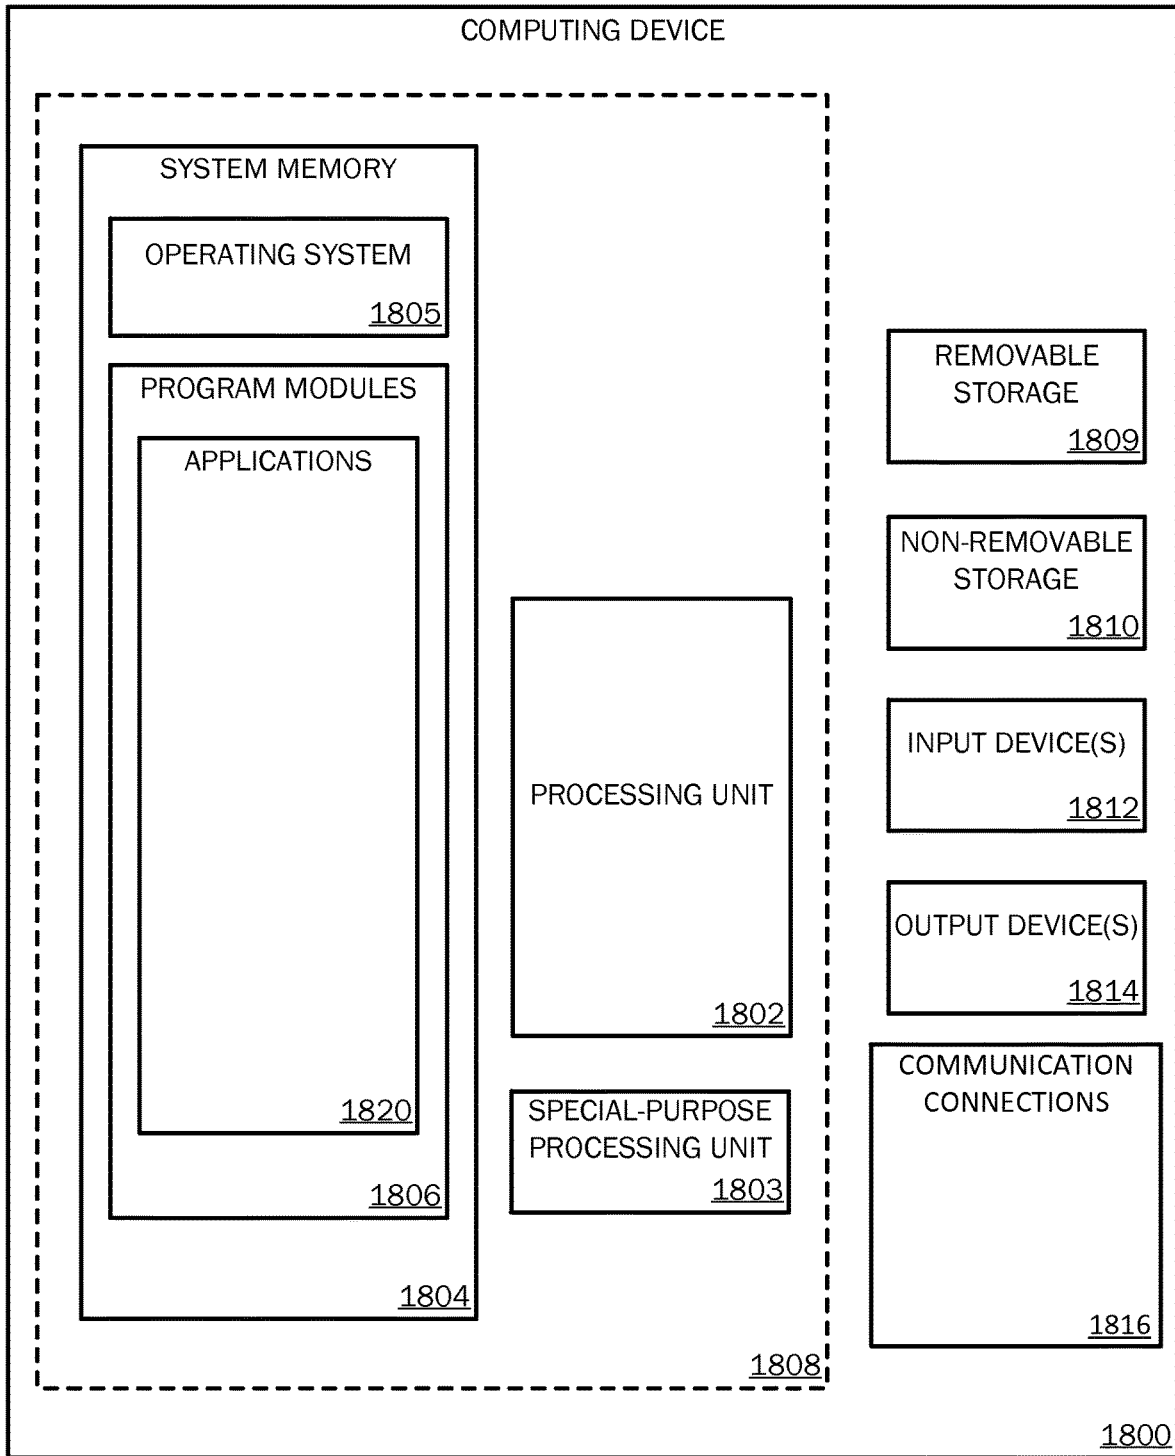 COMPUTING DEVICE
SYSTEM MEMORY
OPERATING SYSTEM
1805
PROGRAM MODULES
APPLICATIONS
1820
1806
1804
PROCESSING UNIT
1802
SPECIAL-PURPOSE
PROCESSING UNIT
1803
1808
REMOVABLE
STORAGE
1809
NON-REMOVABLE
STORAGE
1810
INPUT DEVICE(S)
1812
OUTPUT DEVICE(S)
1814
COMMUNICATION
CONNECTIONS
1816
1800